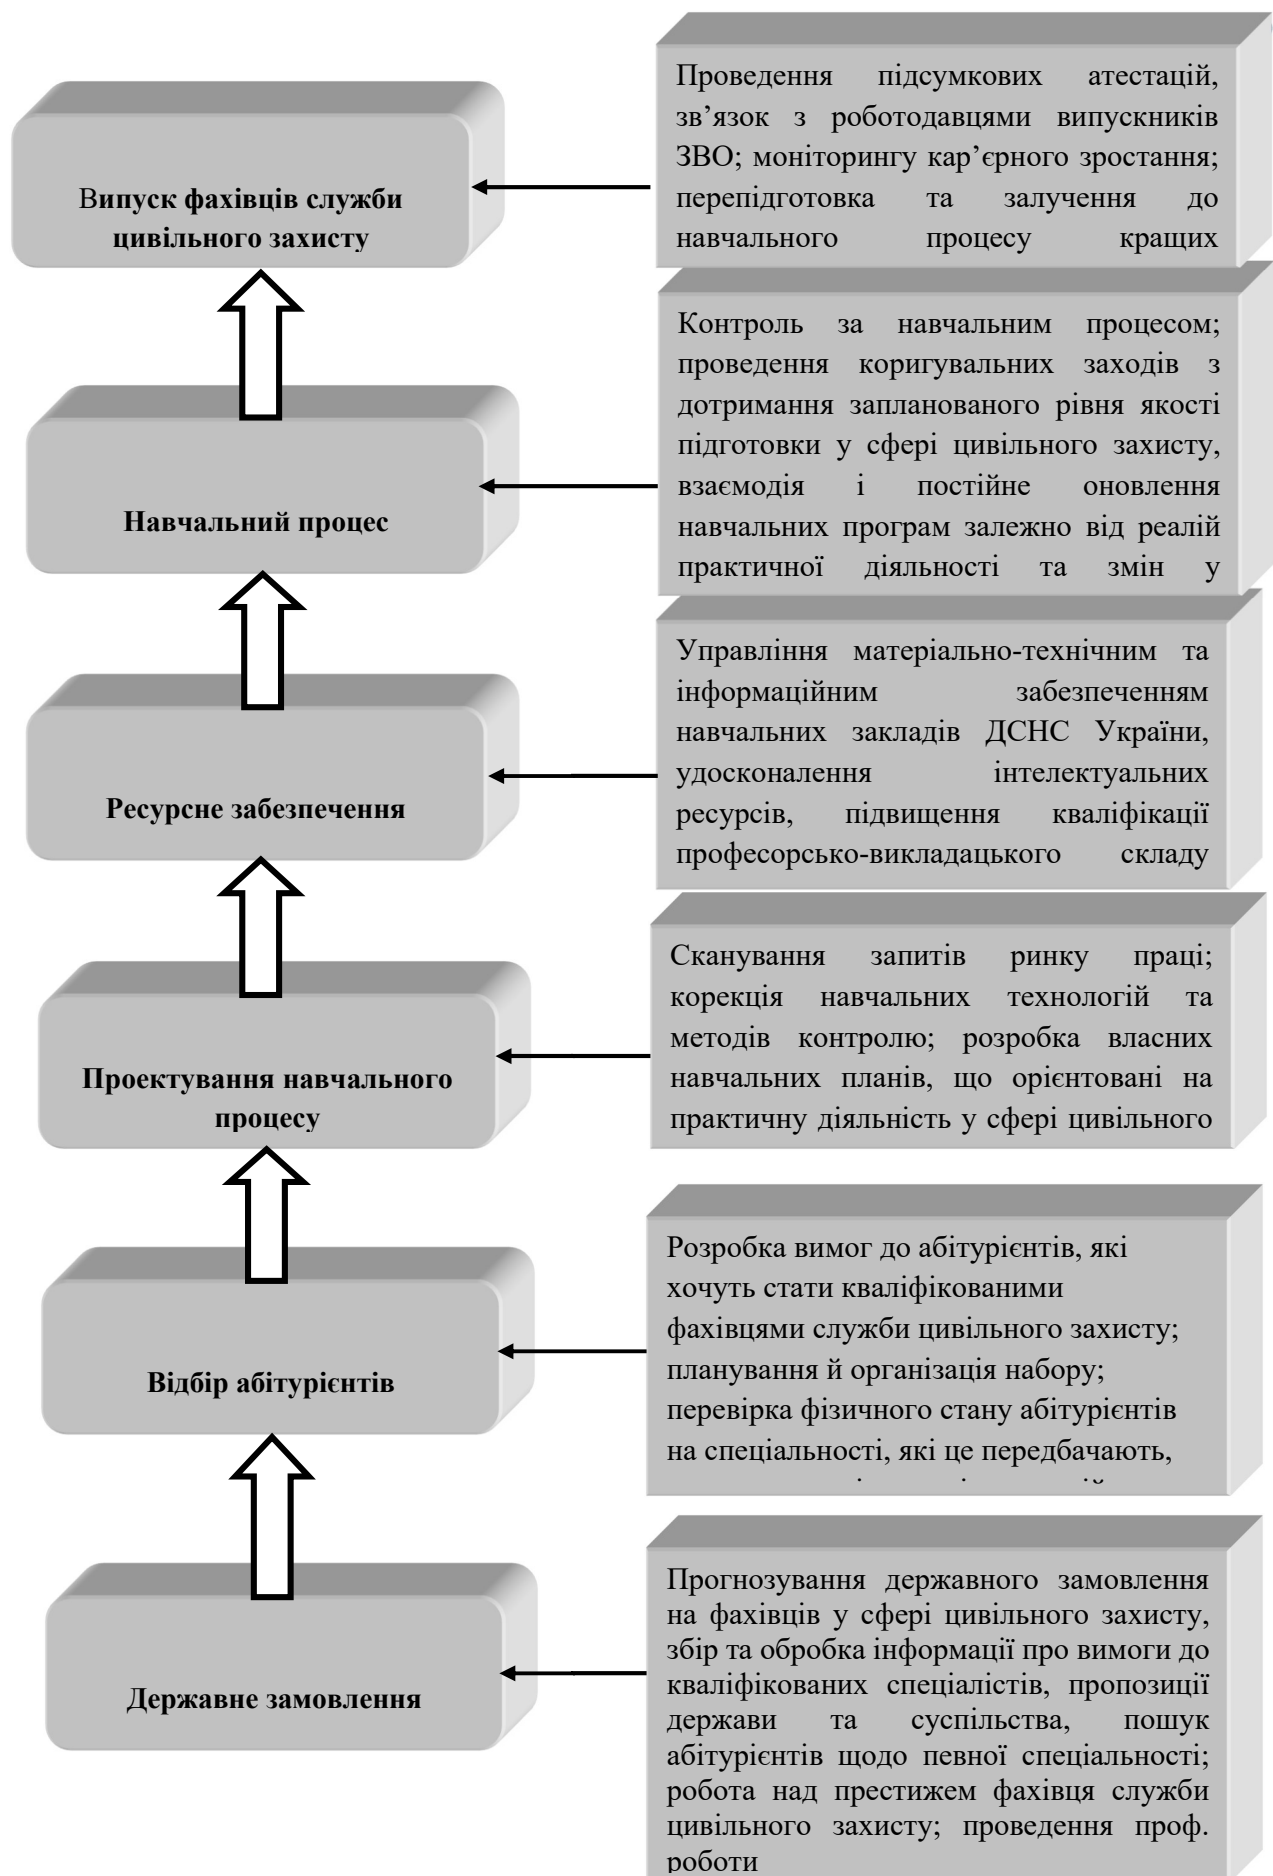 Проведення підсумкових атестацій,
зв’язок з роботодавцями випускників
ЗВО; моніторингу кар’єрного зростання;
перепідготовка та залучення до
навчального процесу кращих
Випуск фахівців служби
цивільного захисту
Контроль за навчальним процесом;
проведення коригувальних заходів з
дотримання запланованого рівня якості
підготовки у сфері цивільного захисту,
взаємодія і постійне оновлення
навчальних програм залежно від реалій
практичної діяльності та змін у
Навчальний процес
Управління матеріально-технічним та
інформаційним забезпеченням
навчальних закладів ДСНС України,
удосконалення інтелектуальних
ресурсів, підвищення кваліфікації
професорсько-викладацького складу
Ресурсне забезпечення
Сканування запитів ринку праці;
корекція навчальних технологій та
методів контролю; розробка власних
навчальних планів, що орієнтовані на
практичну діяльність у сфері цивільного
Проектування навчального
процесу
Розробка вимог до абітурієнтів, які
хочуть стати кваліфікованими
фахівцями служби цивільного захисту;
планування й організація набору;
перевірка фізичного стану абітурієнтів
на спеціальності, які це передбачають,
Відбір абітурієнтів
Прогнозування державного замовлення
на фахівців у сфері цивільного захисту,
збір та обробка інформації про вимоги до
кваліфікованих спеціалістів, пропозиції
держави та суспільства, пошук
абітурієнтів щодо певної спеціальності;
робота над престижем фахівця служби
цивільного захисту; проведення проф.
роботи
Державне замовлення